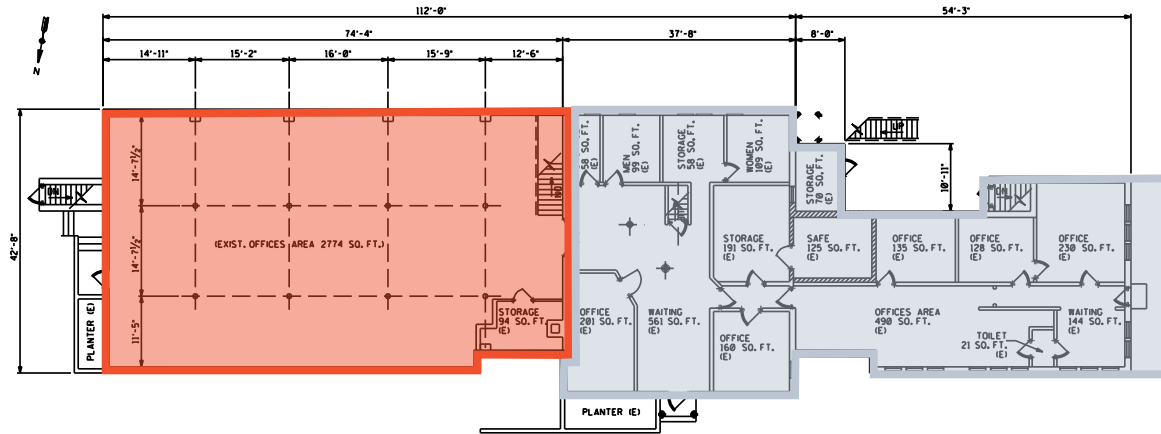 112'-0"
54'-3"
74'-4"
37'-8"
8'-0"
14'-11"
15'-2"
16'-0"
15'-9"
12'-6"
N
42'-8"
14'-7½"
14'-7½"
11'-5"
10'-11"
DN
UP
58 SQ. FT.
(E)
MEN
99 SQ. FT.
(E)
STORAGE
58 SQ. FT.
(E)
WOMEN
109 SQ. FT.
(E)
STORAGE
70 SQ. FT.
(E)
DN
UP
DN
(EXIST. OFFICES AREA 2774 SQ. FT.)
STORAGE
191 SQ. FT.
(E)
SAFE
125 SQ. FT.
(E)
OFFICE
135 SQ. FT.
(E)
OFFICE
128 SQ. FT.
(E)
OFFICE
230 SQ. FT.
(E)
STORAGE
94 SQ. FT.
(E)
OFFICE
201 SQ. FT.
(E)
WAITING
561 SQ. FT.
(E)
OFFICE
160 SQ. FT.
(E)
OFFICES AREA
490 SQ. FT.
(E)
WAITING
144 SQ. FT.
(E)
TOILET
21 SQ. FT.
(E)
PLANTER (E)
PLANTER (E)